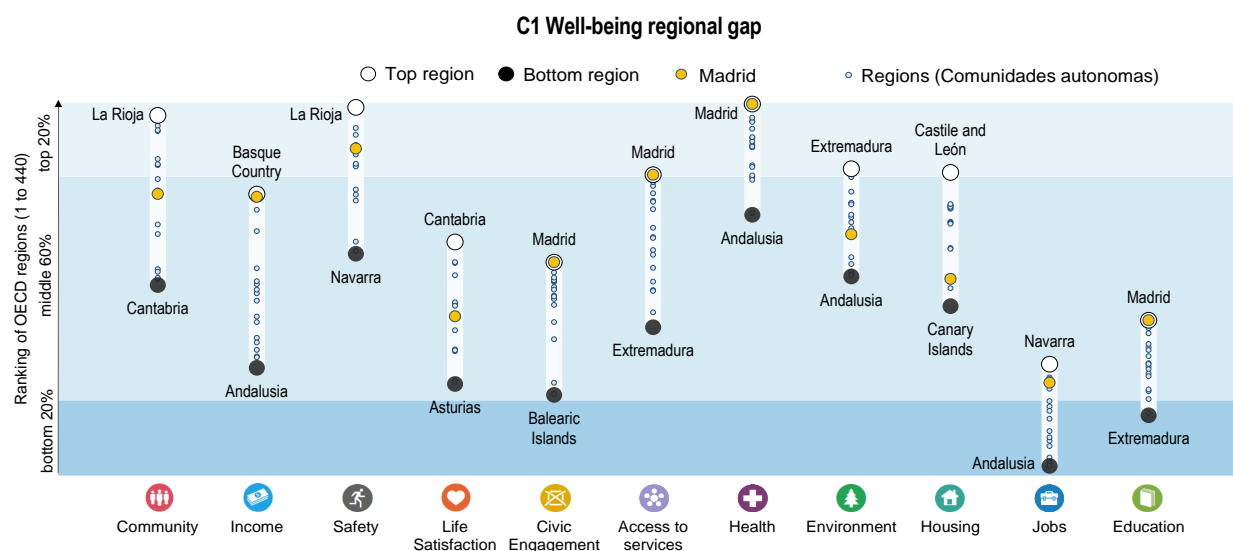 C1 Well-being regional gap
Top region
Bottom region
Madrid
Regions (Comunidades autonomas)
Ranking of OECD regions (1 to 440)
top 20%
middle 60%
bottom 20%
La Rioja
Cantabria
Basque
Country
Andalusia
La Rioja
Navarra
Cantabria
Asturias
Madrid
Balearic
Islands
Madrid
Extremadura
Madrid
Andalusia
Extremadura
Andalusia
Castile and
León
Canary
Islands
Navarra
Andalusia
Madrid
Extremadura
Community
Income
Safety
Life
Satisfaction
Civic
Engagement
Access to
services
Health
Environment
Housing
Jobs
Education